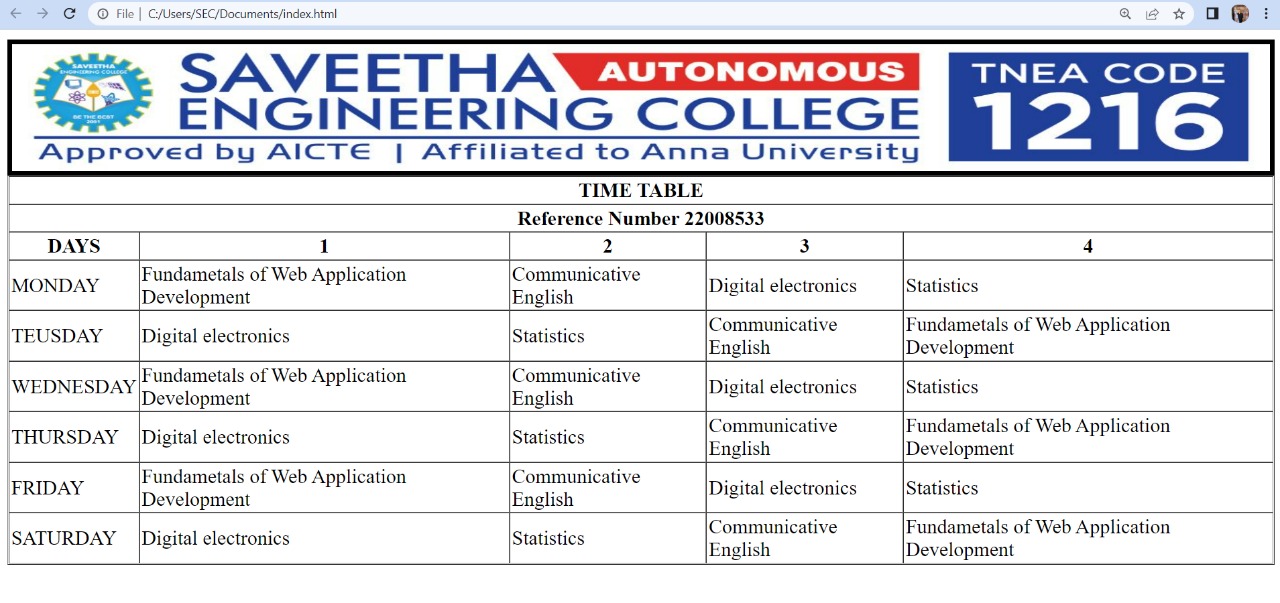 File | C:/Users/SEC/Documents/index.html
SAVEETHA
ENGINEERING COLLEGE
BE THE BEST
2001
SAVEETHA AUTONOMOUS
ENGINEERING COLLEGE
Approved by AICTE | Affiliated to Anna University
TNEA CODE
1216
TIME TABLE
Reference Number 22008533
DAYS 1 2 3 4
MONDAY Fundametals of Web Application Development Communicative English Digital electronics Statistics
TEUSDAY Digital electronics Statistics Communicative English Fundametals of Web Application Development
WEDNESDAY Fundametals of Web Application Development Communicative English Digital electronics Statistics
THURSDAY Digital electronics Statistics Communicative English Fundametals of Web Application Development
FRIDAY Fundametals of Web Application Development Communicative English Digital electronics Statistics
SATURDAY Digital electronics Statistics Communicative English Fundametals of Web Application Development